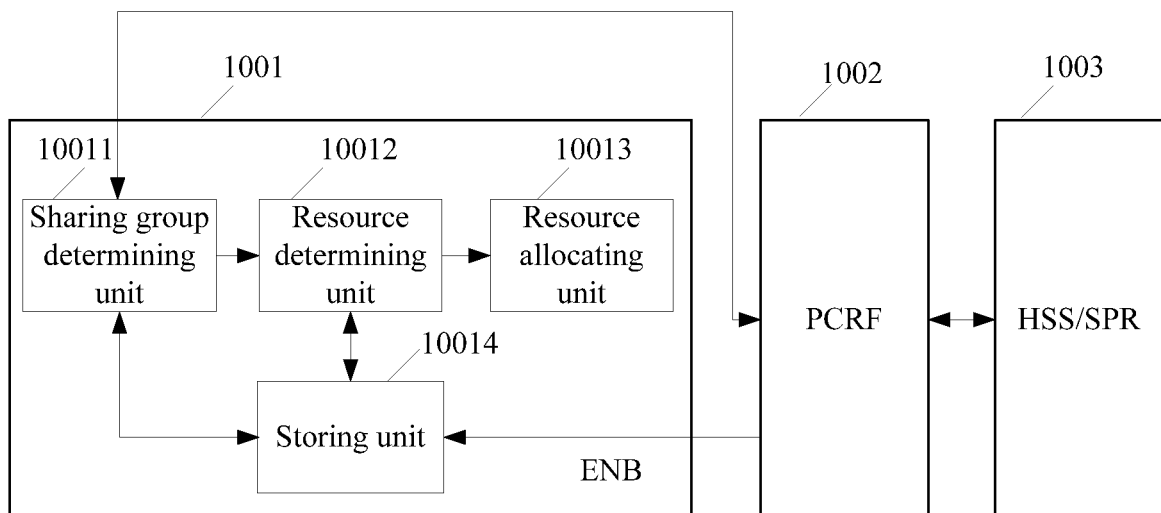 1001
1002
1003
10011
10012
10013
Sharing group
determining
unit
Resource
determining
unit
Resource
allocating
unit
PCRF
HSS/SPR
10014
Storing unit
ENB